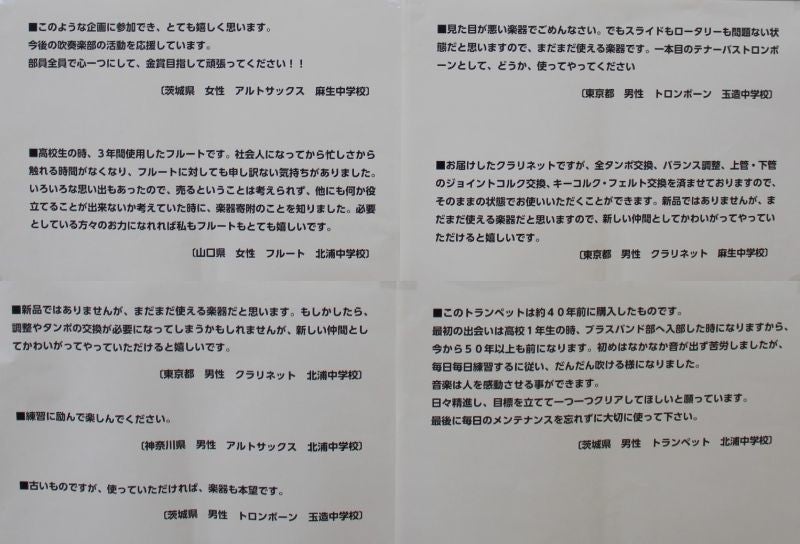 ■このような企画に参加でき、とても嬉しく思います。
今後の吹奏楽部の活動を応援しています。
部員全員で心一つにして、金賞目指して頑張ってください！！
〔茨城県　女性　アルトサックス　麻生中学校〕
■高校生の時、３年間使用したフルートです。社会人になってから忙しさから
触れる時間がなくなり、フルートに対しても申し訳ない気持がありました。
いろいろな思い出もあったので、売るということは考えられず、他にも何か役
立てることが出来ないか考えていた時に、楽器寄附のことを知りました。必要
としている方々のお力になれれば私もフルートもとても嬉しいです。
〔山口県　女性　フルート　北浦中学校〕
■新品ではありませんが、まだまだ使える楽器だと思います。もしかしたら、
調整やタンポの交換が必要になってしまうかもしれませんが、新しい仲間とし
てかわいがってやっていただけると嬉しいです。
〔東京都　男性　クラリネット　北浦中学校〕
■練習に励んで楽しんでください。
〔神奈川県　男性　アルトサックス　北浦中学校〕
■古いものですが、使っていただければ、楽器も本望です。
〔茨城県　男性　トロンボーン　玉造中学校〕
■見た目が悪い楽器でごめんなさい。でもスライドもロータリーも問題ない状
態だと思いますので、まだまだ使える楽器です。一本目のテナーバストロンボ
ーンとして、どうか、使ってやってください
〔東京都　男性　トロンボーン　玉造中学校〕
■お届けしたクラリネットですが、全タンポ交換、バランス調整、上管・下管
のジョイントコルク交換、キーコルク・フェルト交換を済ませておりますので、
そのままの状態でお使いいただくことができます。新品ではありませんが、ま
だまだ使える楽器だと思いますので、新しい仲間としてかわいがってやってい
ただけると嬉しいです。
〔東京都　男性　クラリネット　麻生中学校〕
■このトランペットは約４０年前に購入したものです。
最初の出会いは高校１年生の時、ブラスバンド部へ入部した時になりますから、
今から５０年以上も前になります。初めはなかなか音が出ず苦労しましたが、
毎日毎日練習するに従い、だんだん吹ける様になりました。
音楽は人を感動させる事ができます。
日々精進し、目標を立てて一つ一つクリアしてほしいと願っています。
最後に毎日のメンテナンスを忘れずに大切に使って下さい。
〔茨城県　男性　トランペット　北浦中学校〕